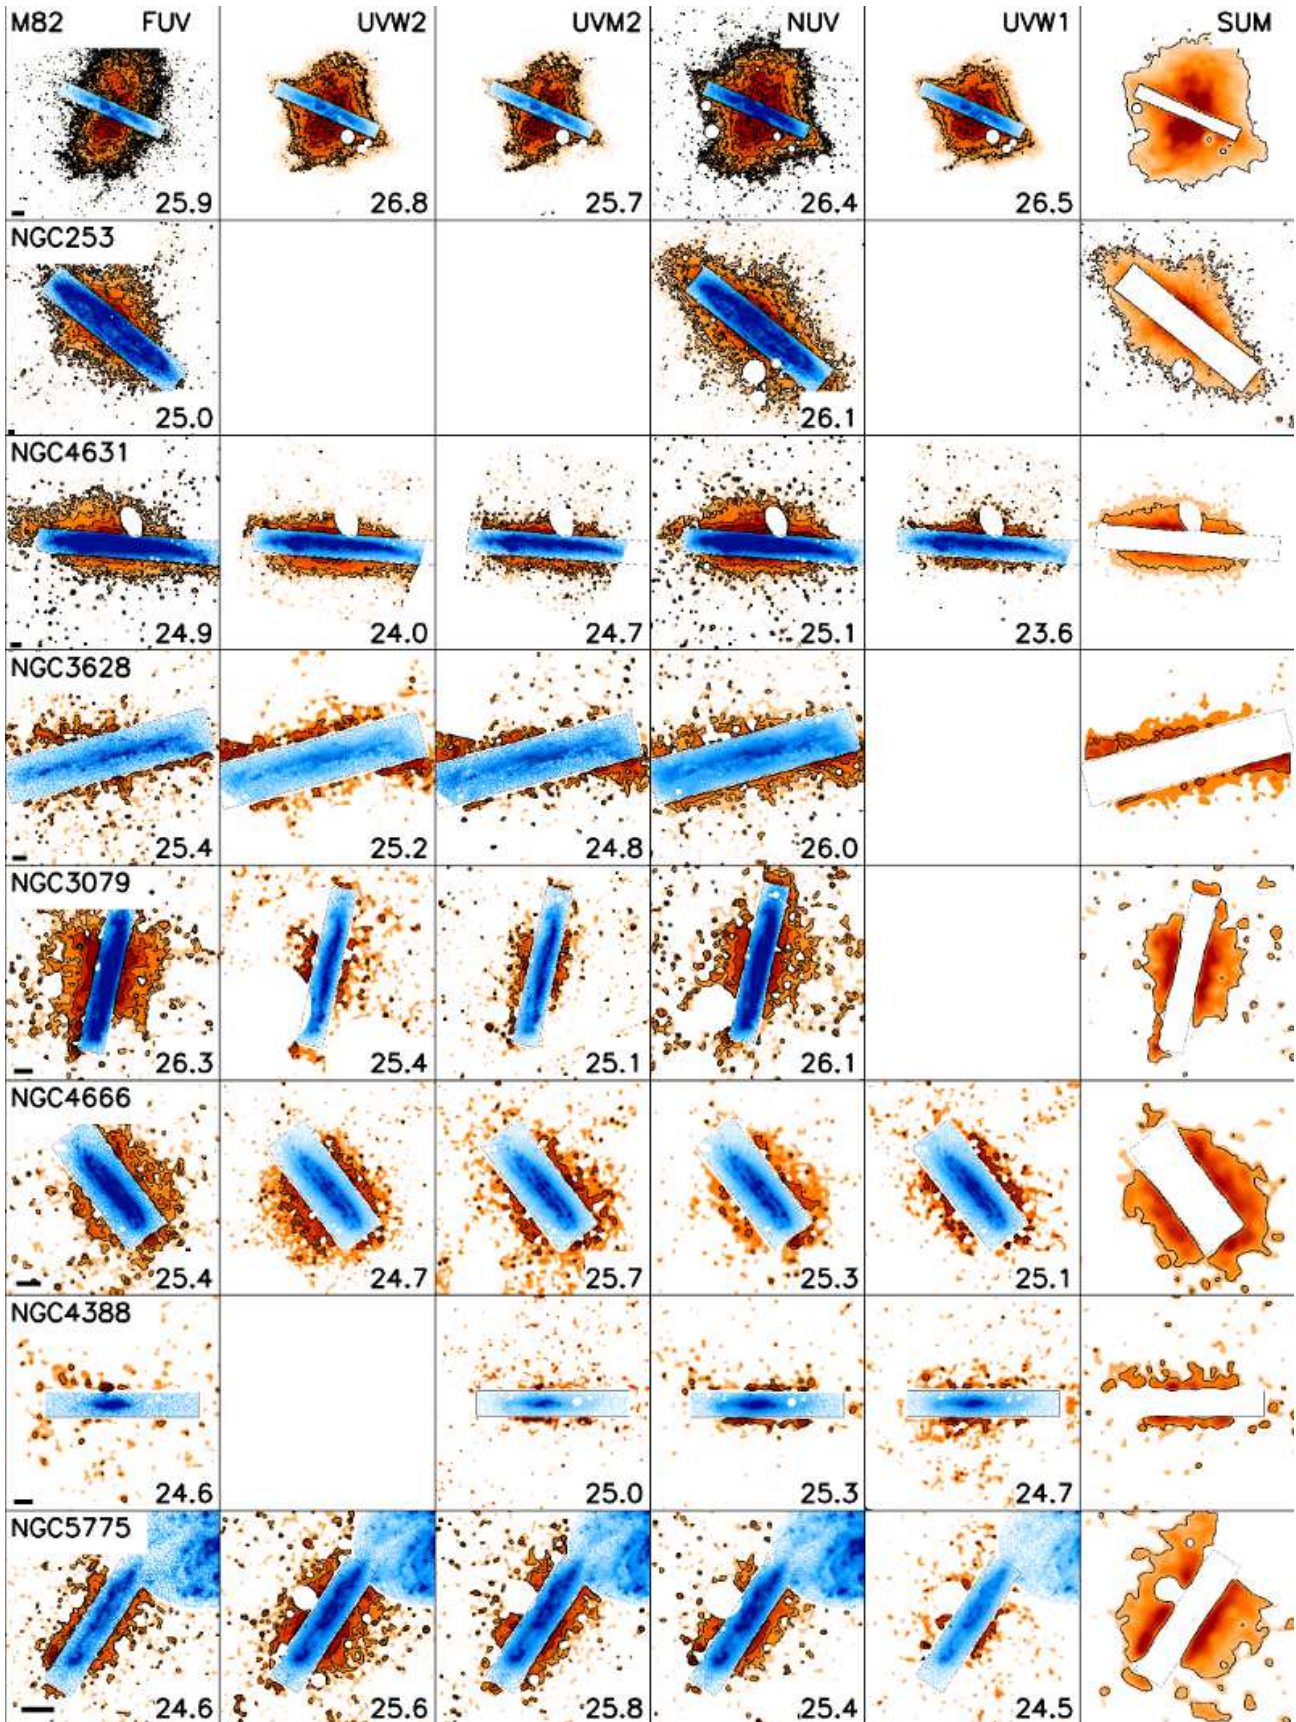 M82 FUV UVW2 UVM2 NUV UVW1 SUM
25.9 26.8 25.7 26.4 26.5
NGC253
25.0 26.1
NGC4631
24.9 24.0 24.7 25.1 23.6
NGC3628
25.4 25.2 24.8 26.0
NGC3079
26.3 25.4 25.1 26.1
NGC4666
25.4 24.7 25.7 25.3 25.1
NGC4388
24.6 25.0 25.3 24.7
NGC5775
24.6 25.6 25.8 25.4 24.5